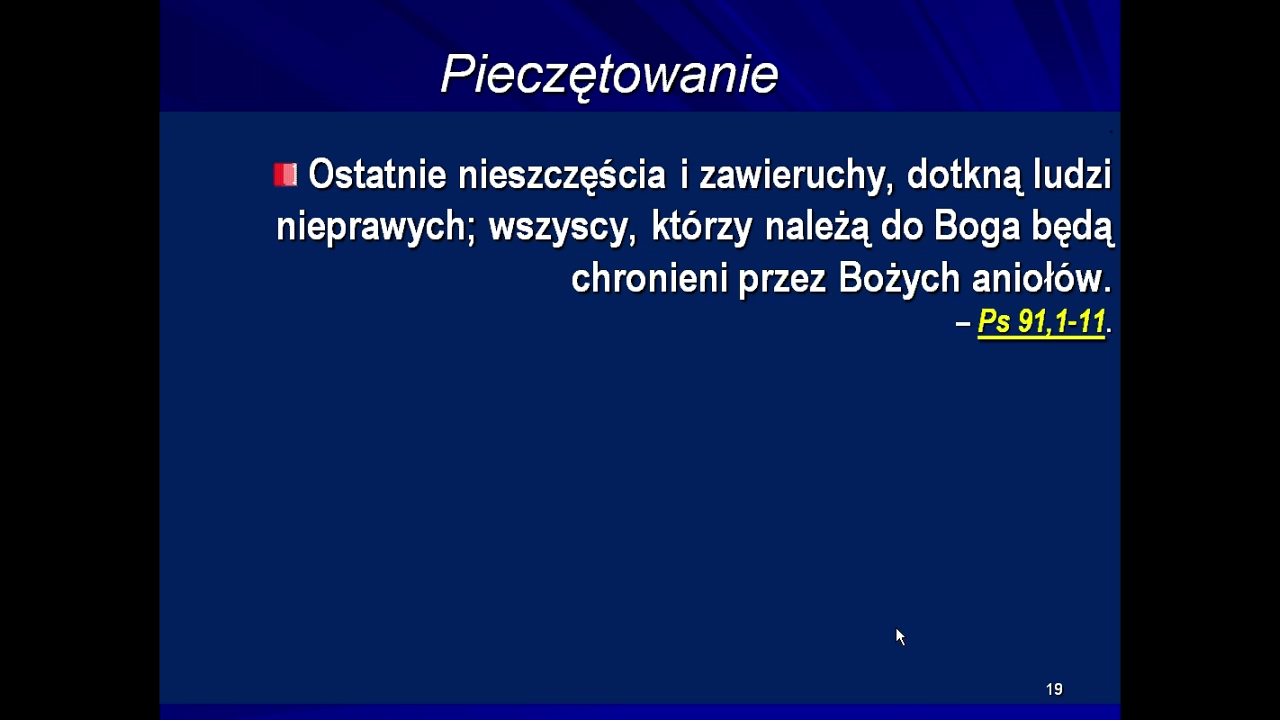 Pieczętowanie
Ostatnie nieszczęścia i zawieruchy, dotkną ludzi
nieprawych; wszyscy, którzy należą do Boga będą
chronieni przez Bożych aniołów.
– Ps 91,1-11.
19